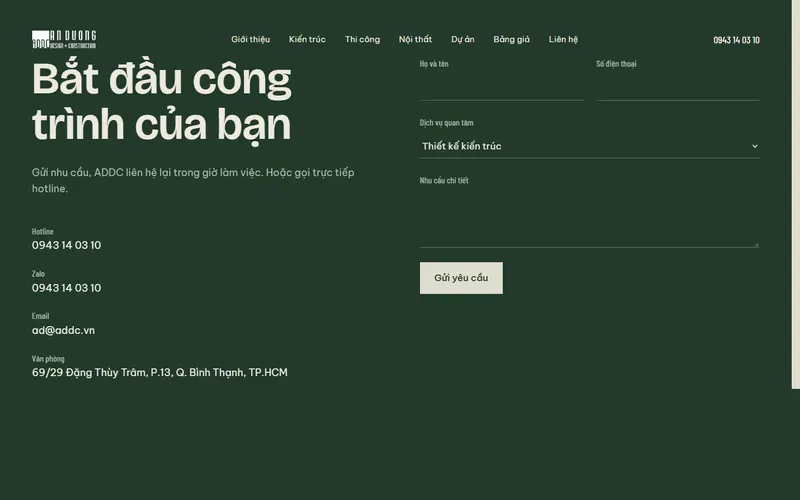 AN DUONG
ADDC DESIGN + CONSTRUCTION
Giới thiệu
Kiến trúc
Thi công
Nội thất
Dự án
Bảng giá
Liên hệ
0943 14 03 10
Bắt đầu công
trình của bạn
Gửi nhu cầu, ADDC liên hệ lại trong giờ làm việc. Hoặc gọi trực tiếp
hotline.
Hotline
0943 14 03 10
Zalo
0943 14 03 10
Email
ad@addc.vn
Văn phòng
69/29 Đặng Thùy Trâm, P.13, Q. Bình Thạnh, TP.HCM
Họ và tên
Số điện thoại
Dịch vụ quan tâm
Thiết kế kiến trúc
Nhu cầu chi tiết
Gửi yêu cầu